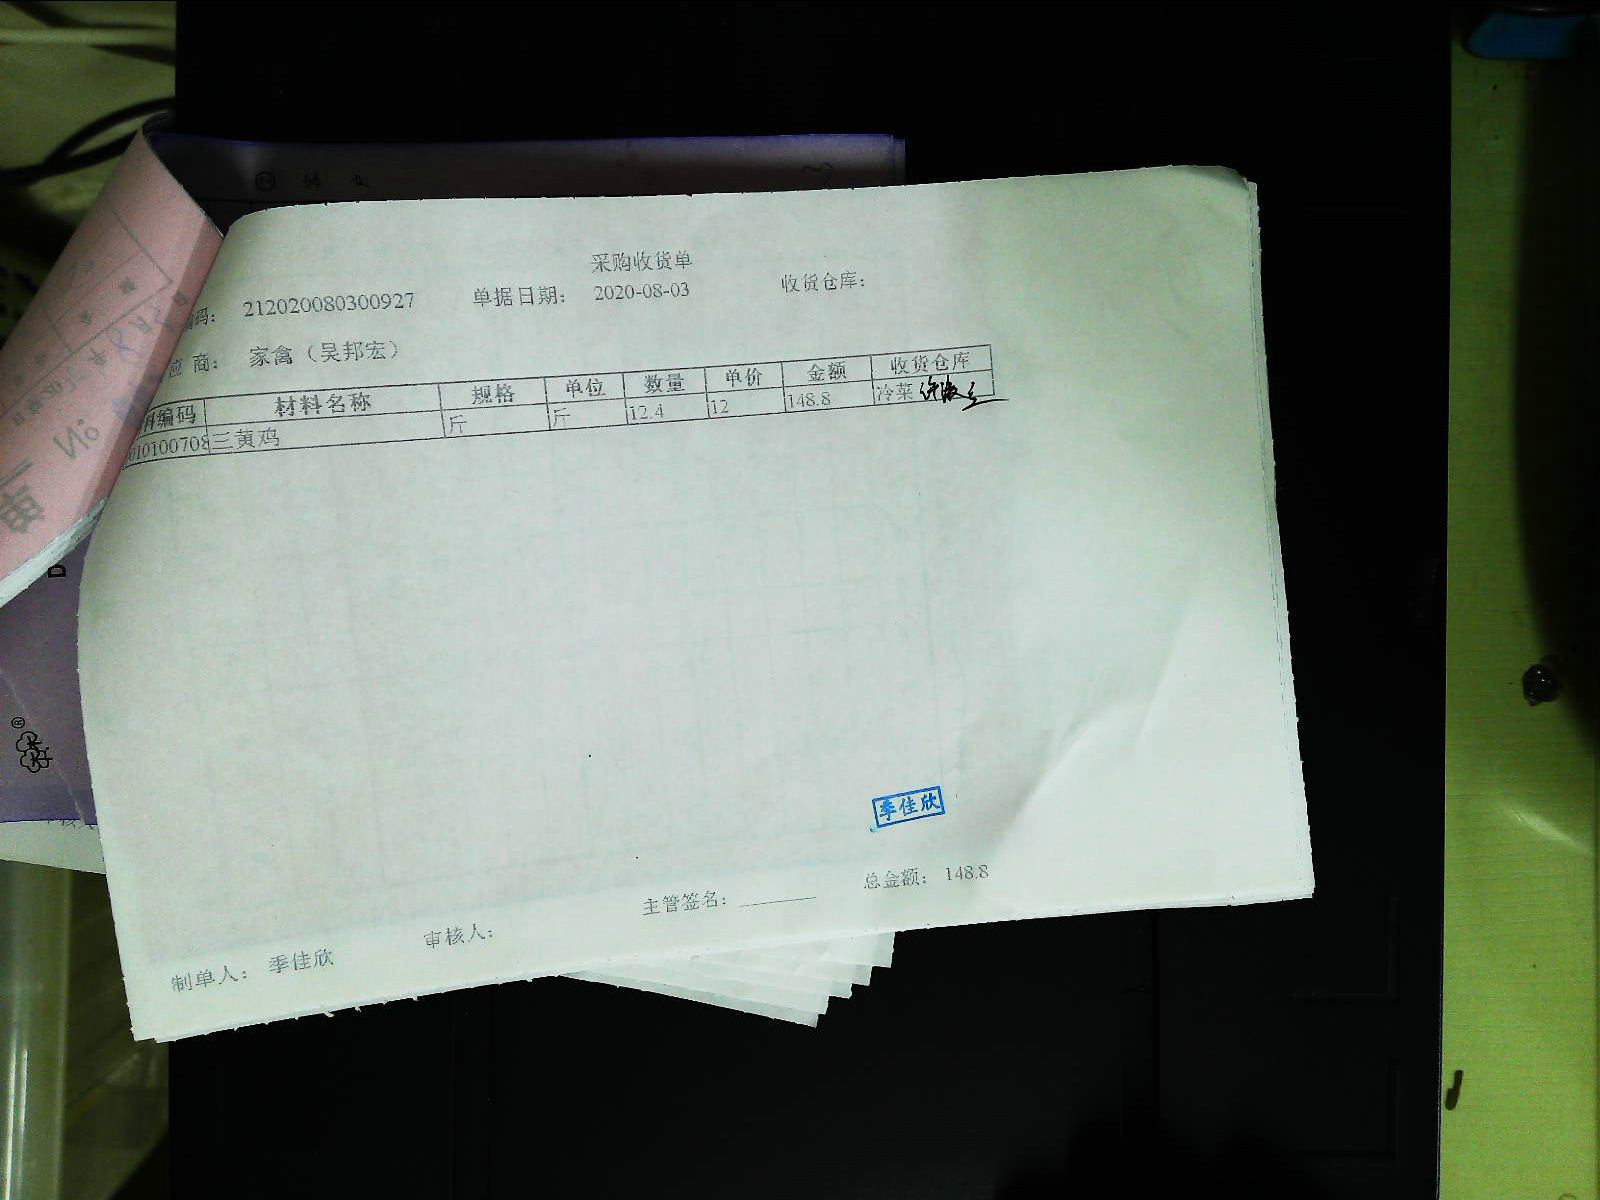 采购收货单
编码： 212020080300927 单据日期： 2020-08-03 收货仓库：
应商： 家禽（吴邦宏）
料编码 材料名称 规格 单位 数量 单价 金额 收货仓库
010100708 三黄鸡 斤 斤 12.4 12 148.8 冷菜
季佳欣
总金额： 148.8
制单人： 季佳欣 审核人： 主管签名：